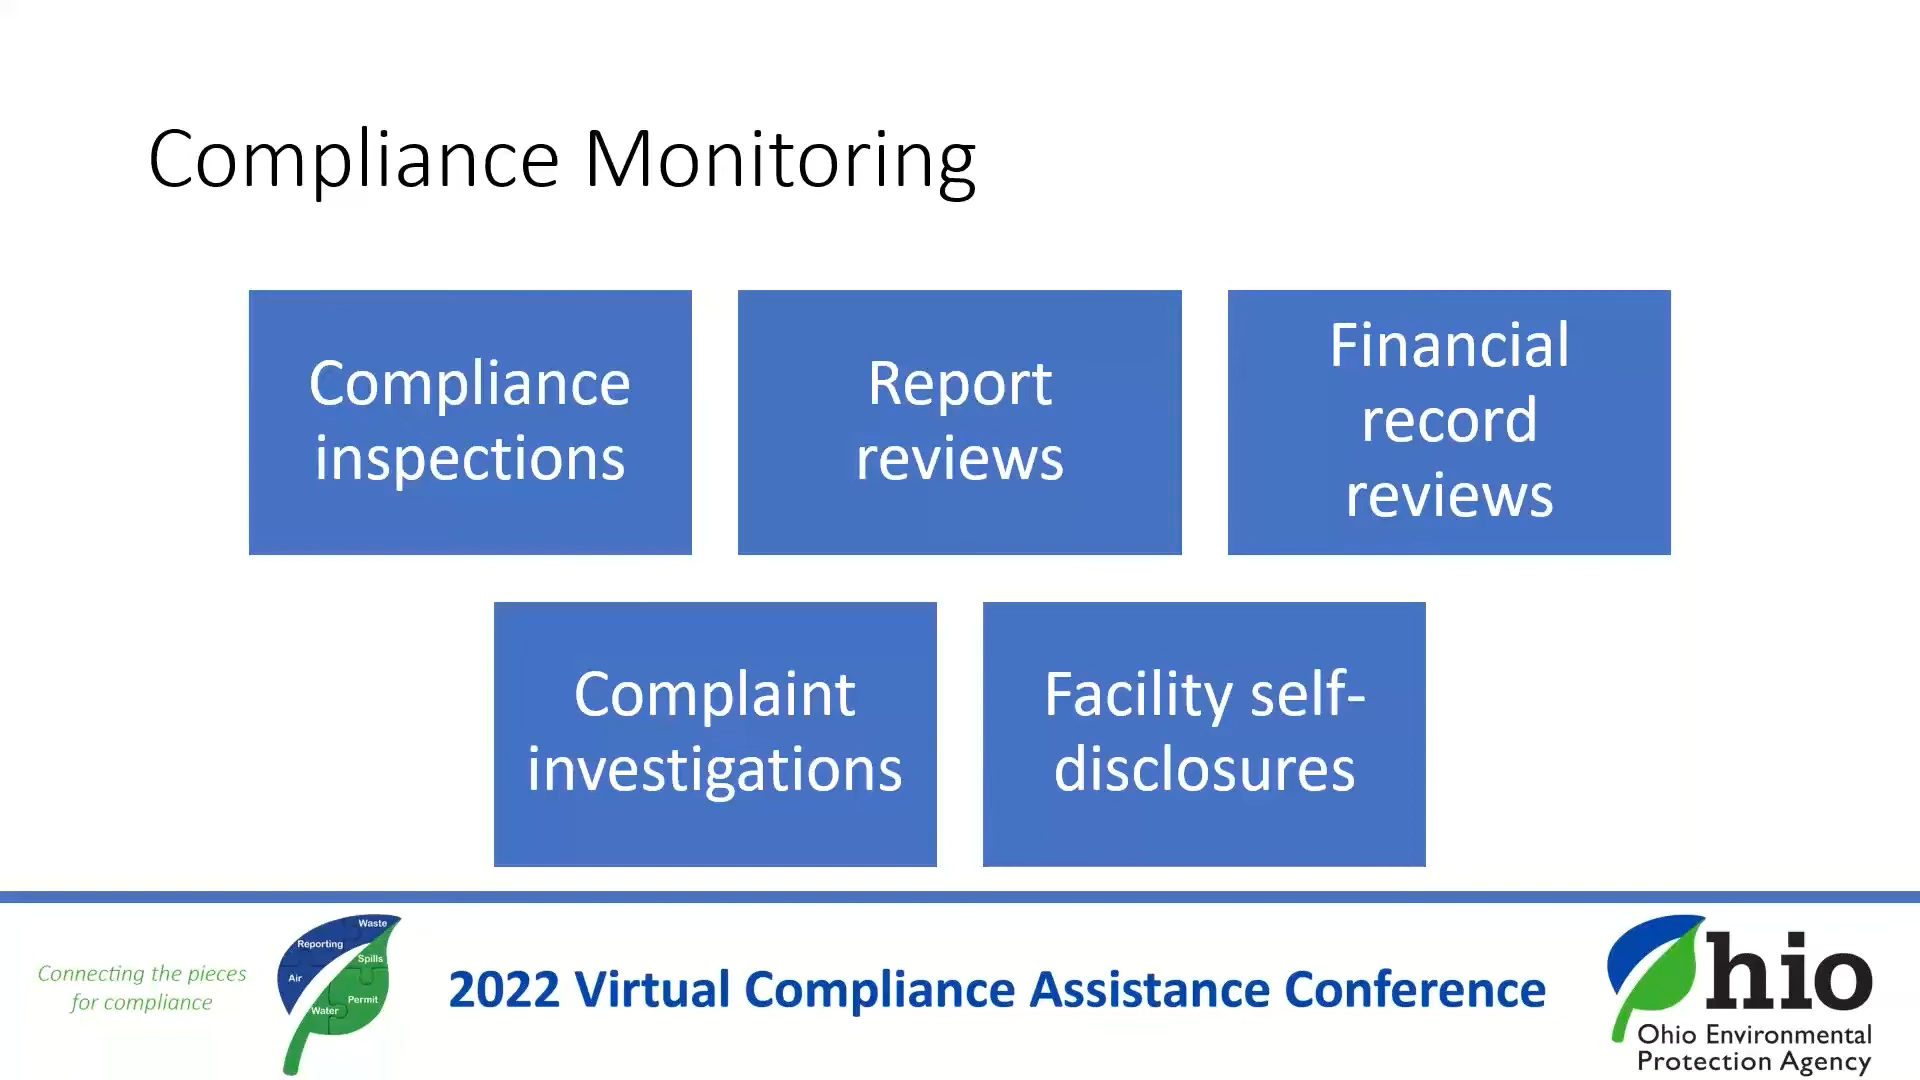 Compliance Monitoring
Compliance
inspections
Report
reviews
Financial
record
reviews
Complaint
investigations
Facility self-
disclosures
Connecting the pieces
for compliance
Waste
Reporting
Spills
Air
Permit
Water
2022 Virtual Compliance Assistance Conference
hio
Ohio Environmental
Protection Agency